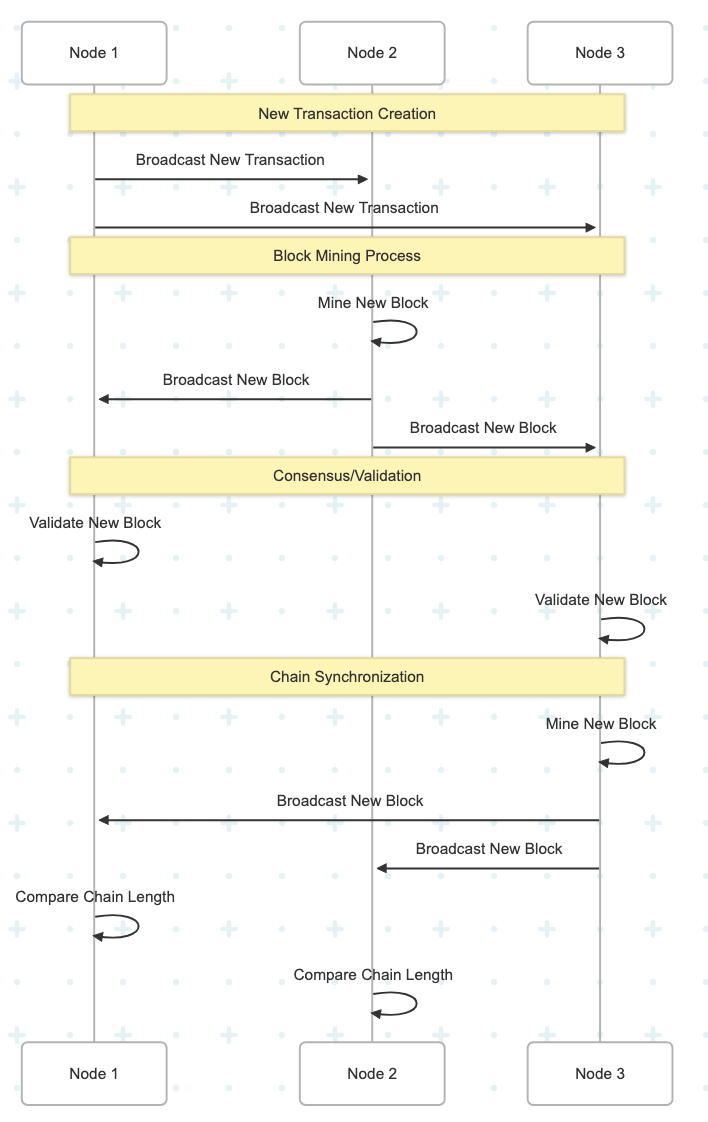 Node 1
Node 2
Node 3
New Transaction Creation
Broadcast New Transaction
Broadcast New Transaction
Block Mining Process
Mine New Block
Broadcast New Block
Broadcast New Block
Consensus/Validation
Validate New Block
Validate New Block
Chain Synchronization
Mine New Block
Broadcast New Block
Broadcast New Block
Compare Chain Length
Compare Chain Length
Node 1
Node 2
Node 3